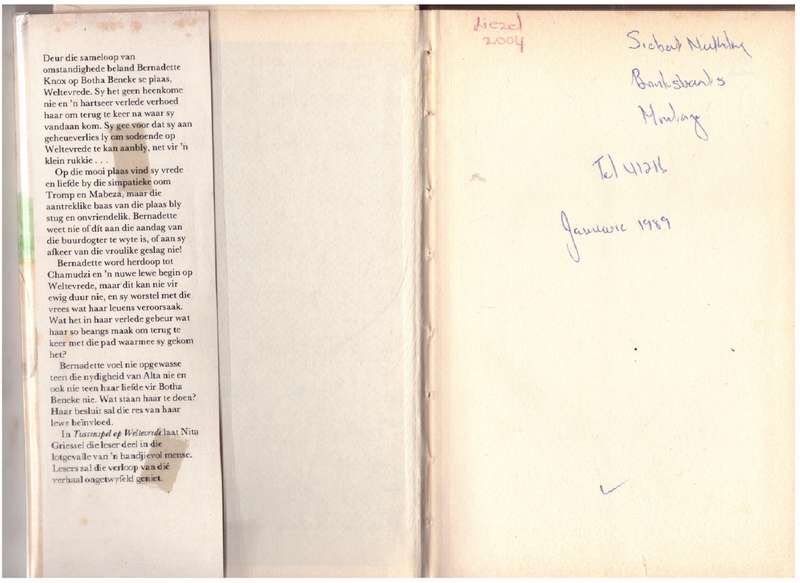 Deur die sameloop van
omstandighede beland Bernadette
Knox op Botha Beneke se plaas,
Weltevrede. Sy het geen heenkome
nie en 'n hartseer verlede verhoed
haar om terug te keer na waar sy
vandaan kom. Sy gee voor dat sy aan
geheueverlies ly om sodoende op
Weltevrede te kan aanbly, net vir 'n
klein rukkie . . .
Op die mooi plaas vind sy vrede
en liefde by die simpatieke oom
Tromp en Mabeza, maar die
aantreklike baas van die plaas bly
stug en onvriendelik. Bernadette
weet nie of dít aan die aandag van
die buurdogter te wyte is, of aan sy
afkeer van die vroulike geslag nie!
Bernadette word herdoop tot
Chamudzi en 'n nuwe lewe begin op
Weltevrede, maar dit kan nie vir
ewig duur nie, en sy worstel met die
vrees wat haar leuens veroorsaak.
Wat het in haar verlede gebeur wat
haar so beangs maak om terug te
keer met die pad waarmee sy gekom
het?
Bernadette voel nie opgewasse
teen die nydigheid van Alta nie en
ook nie teen haar liefde vir Botha
Beneke nie. Wat staan haar te doen?
Haar besluit sal die res van haar
lewe beïnvloed.
In Tussenspel op Weltevrede laat Nita
Griessel die leser deel in die
lotgevalle van 'n handjievol mense.
Lesers sal die verloop van dié
verhaal ongetwyfeld geniet.
Liezel
2004
Tel 41216
Januarie 1989